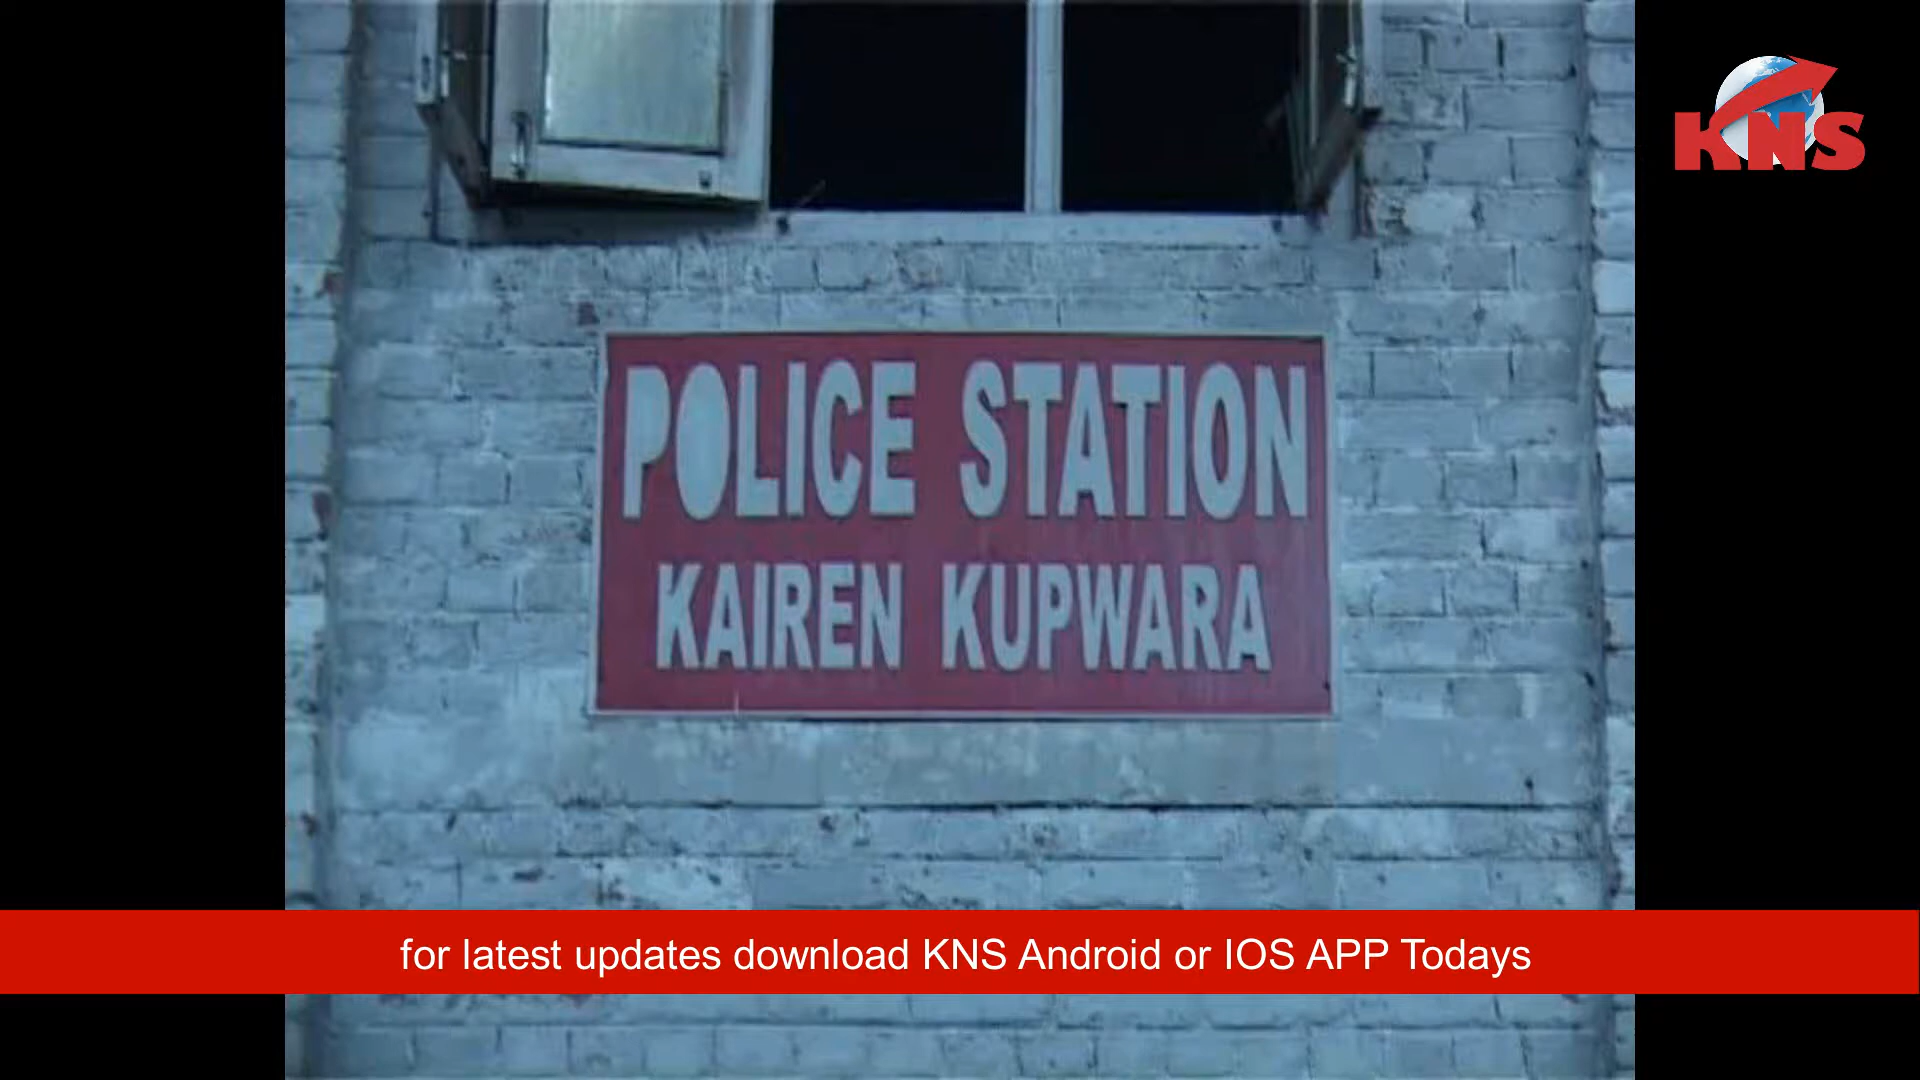 KNS
POLICE STATION
KAIREN KUPWARA
for latest updates download KNS Android or IOS APP Todays